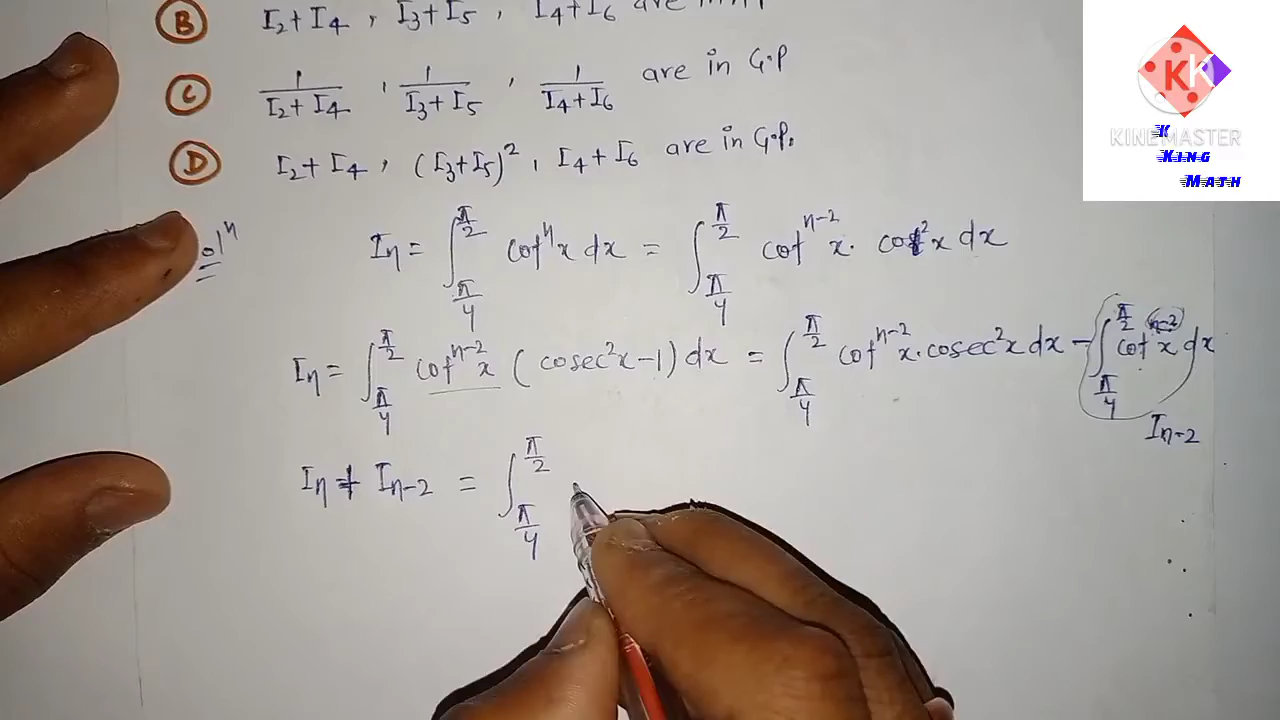 B I₂+I₄ , I₃+I₅ , I₄+I₆ are in
C 1/(I₂+I₄) , 1/(I₃+I₅) , 1/(I₄+I₆) are in G.P
D I₂+I₄ , (I₃+I₅)² , I₄+I₆ are in G.P.
Iₙ = ∫_{π/4}^{π/2} cotⁿx dx = ∫_{π/4}^{π/2} cotⁿ⁻²x · cot²x dx
Iₙ = ∫_{π/4}^{π/2} cotⁿ⁻²x (cosec²x-1) dx = ∫_{π/4}^{π/2} cotⁿ⁻²x · cosec²x dx - ∫_{π/4}^{π/2} cotⁿ⁻²x dx
Iₙ₋₂
Iₙ + Iₙ₋₂ = ∫_{π/4}^{π/2}
KK
KINEMASTER
K
KING
MATH